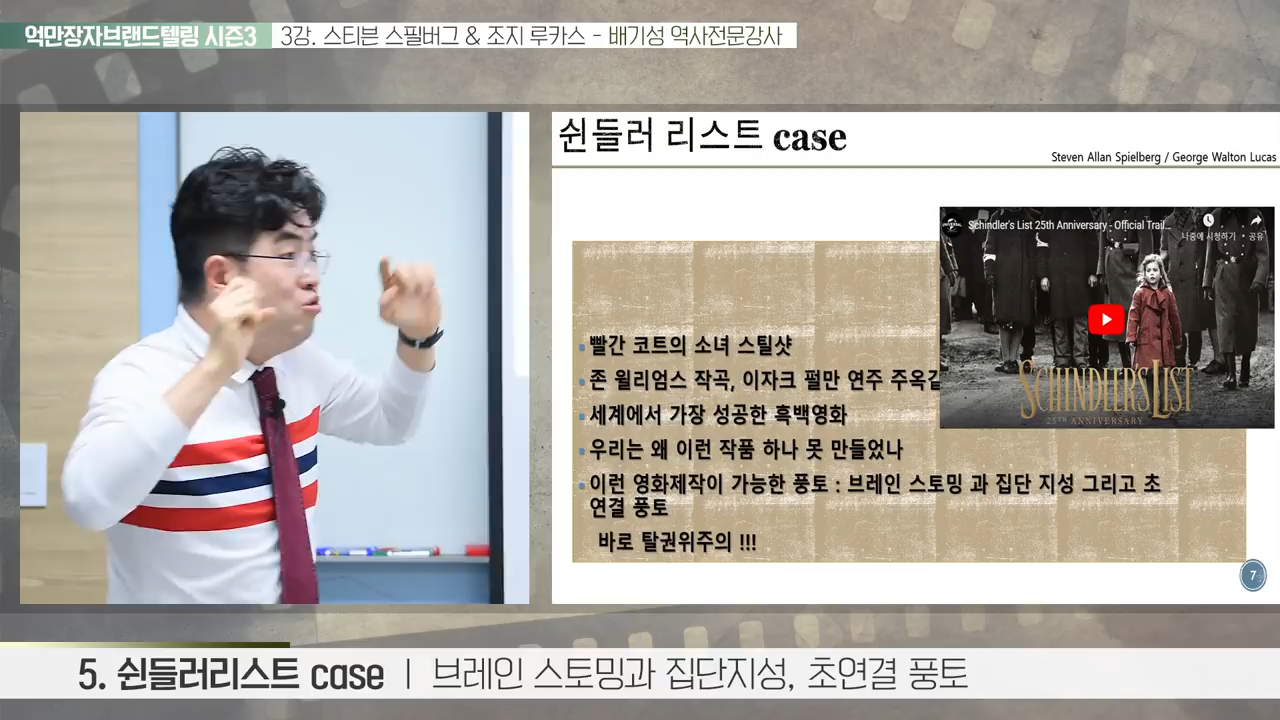 억만장자브랜드텔링 시즌3 3강. 스티븐 스필버그 & 조지 루카스 - 배기성 역사전문강사
쉰들러 리스트 case
Steven Allan Spielberg / George Walton Lucas
Schindler's List 25th Anniversary - Official Trail...
나중에 시청하기 공유
SCHINDLER'S LIST
25TH ANNIVERSARY
빨간 코트의 소녀 스틸샷
존 윌리엄스 작곡, 이자크 펄만 연주 주옥같
세계에서 가장 성공한 흑백영화
우리는 왜 이런 작품 하나 못 만들었나
이런 영화제작이 가능한 풍토 : 브레인 스토밍 과 집단 지성 그리고 초
연결 풍토
바로 탈권위주의 !!!
7
5. 쉰들러리스트 case | 브레인 스토밍과 집단지성, 초연결 풍토